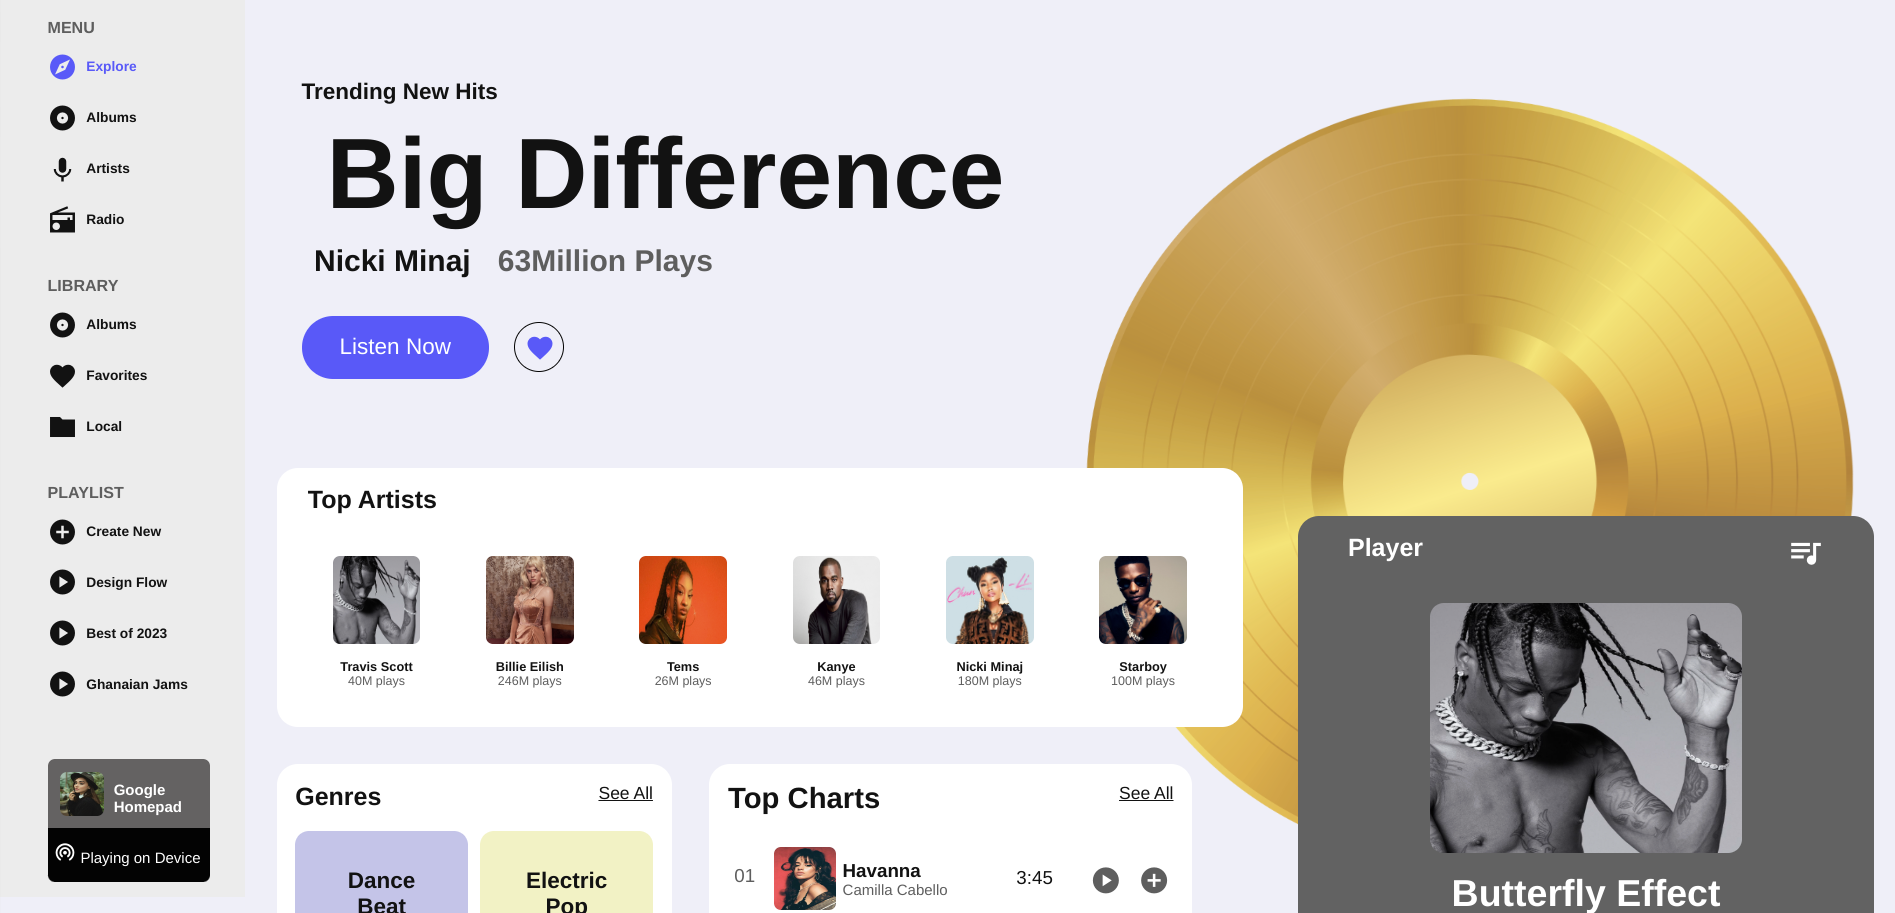 MENU
Explore
Albums
Artists
Radio
LIBRARY
Albums
Favorites
Local
PLAYLIST
Create New
Design Flow
Best of 2023
Ghanaian Jams
Google
Homepad
Playing on Device
Trending New Hits
Big Difference
Nicki Minaj 63Million Plays
Listen Now
Top Artists
Chun-Li
Travis Scott
40M plays
Billie Eilish
246M plays
Tems
26M plays
Kanye
46M plays
Nicki Minaj
180M plays
Starboy
100M plays
Genres See All
Dance
Beat
Electric
Pop
Top Charts See All
01 Havanna 3:45
Camilla Cabello
Player
Butterfly Effect